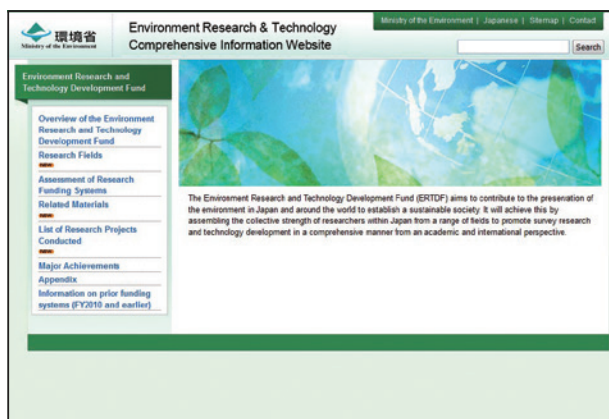 環境省
Ministry of the Environment
Environment Research & Technology
Comprehensive Information Website
Ministry of the Environment | Japanese | Sitemap | Contact
Search
Environment Research and
Technology Development Fund
Overview of the Environment
Research and Technology
Development Fund
Research Fields
Assessment of Research
Funding Systems
Related Materials
List of Research Projects
Conducted
Major Achievements
Appendix
Information on prior funding
systems (FY2010 and earlier)
The Environment Research and Technology Development Fund (ERTDF) aims to contribute to the preservation of
the environment in Japan and around the world to establish a sustainable society. It will achieve this by
assembling the collective strength of researchers within Japan from a range of fields to promote survey research
and technology development in a comprehensive manner from an academic and international perspective.